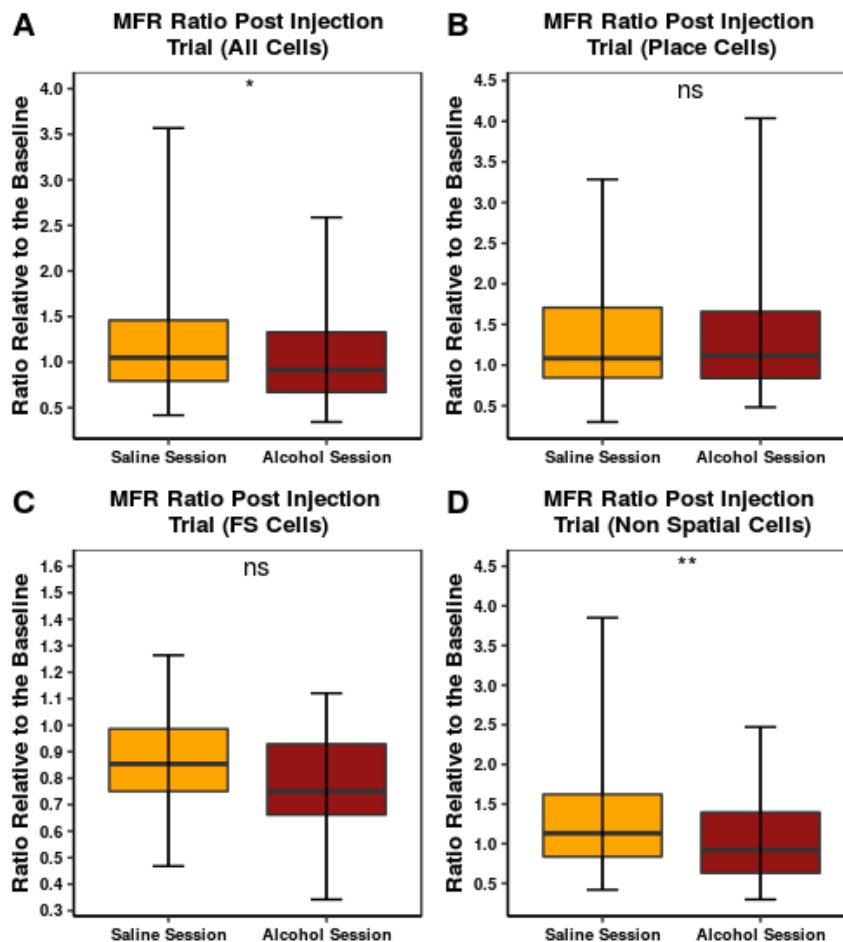 A
MFR Ratio Post Injection
Trial (All Cells)
*
Ratio Relative to the Baseline
4.0
3.5
3.0
2.5
2.0
1.5
1.0
0.5
Saline Session
Alcohol Session
B
MFR Ratio Post Injection
Trial (Place Cells)
ns
Ratio Relative to the Baseline
4.5
4.0
3.5
3.0
2.5
2.0
1.5
1.0
0.5
Saline Session
Alcohol Session
C
MFR Ratio Post Injection
Trial (FS Cells)
ns
Ratio Relative to the Baseline
1.6
1.5
1.4
1.3
1.2
1.1
1.0
0.9
0.8
0.7
0.6
0.5
0.4
0.3
Saline Session
Alcohol Session
D
MFR Ratio Post Injection
Trial (Non Spatial Cells)
**
Ratio Relative to the Baseline
4.5
4.0
3.5
3.0
2.5
2.0
1.5
1.0
0.5
Saline Session
Alcohol Session